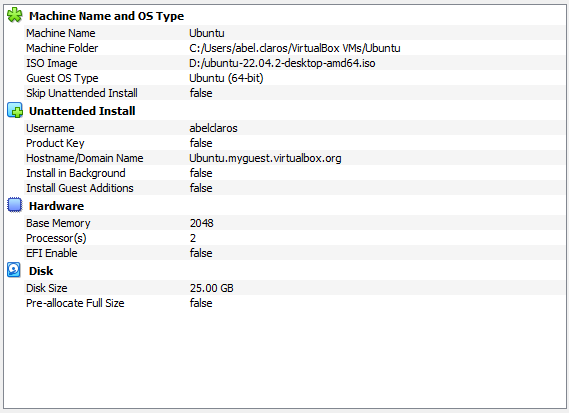 Machine Name and OS Type
Machine Name Ubuntu
Machine Folder C:/Users/abel.claros/VirtualBox VMs/Ubuntu
ISO Image D:/ubuntu-22.04.2-desktop-amd64.iso
Guest OS Type Ubuntu (64-bit)
Skip Unattended Install false
Unattended Install
Username abelclaros
Product Key false
Hostname/Domain Name Ubuntu.myguest.virtualbox.org
Install in Background false
Install Guest Additions false
Hardware
Base Memory 2048
Processor(s) 2
EFI Enable false
Disk
Disk Size 25.00 GB
Pre-allocate Full Size false